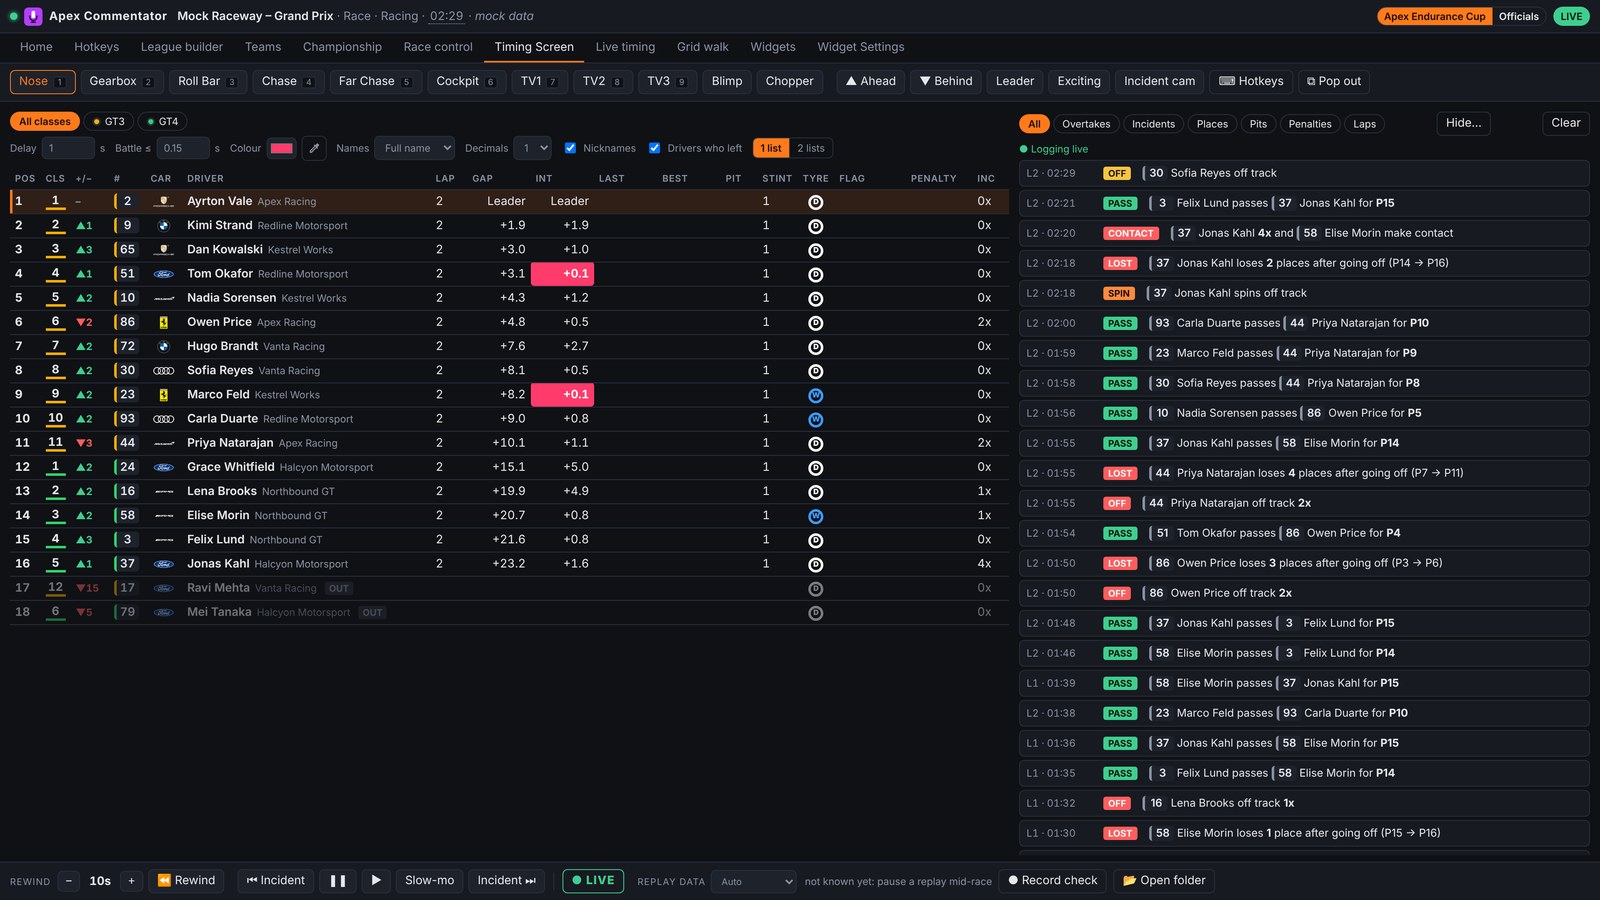 Apex Commentator Mock Raceway – Grand Prix · Race · Racing · 02:29 · mock data Apex Endurance Cup Officials LIVE
Home Hotkeys League builder Teams Championship Race control Timing Screen Live timing Grid walk Widgets Widget Settings
Nose 1 Gearbox 2 Roll Bar 3 Chase 4 Far Chase 5 Cockpit 6 TV1 7 TV2 8 TV3 9 Blimp Chopper ▲ Ahead ▼ Behind Leader Exciting Incident cam ⌨ Hotkeys ⧉ Pop out
All classes GT3 GT4
Delay 1 s Battle ≤ 0.15 s Colour Names Full name Decimals 1 Nicknames Drivers who left 1 list 2 lists
POS CLS +/− # CAR DRIVER LAP GAP INT LAST BEST PIT STINT TYRE FLAG PENALTY INC
1 1 – 2 Ayrton Vale Apex Racing 2 Leader Leader 1 D 0x
2 2 ▲1 9 Kimi Strand Redline Motorsport 2 +1.9 +1.9 1 D 0x
3 3 ▲3 65 Dan Kowalski Kestrel Works 2 +3.0 +1.0 1 D 0x
4 4 ▲1 51 Tom Okafor Redline Motorsport 2 +3.1 +0.1 1 D 0x
5 5 ▲2 10 Nadia Sorensen Kestrel Works 2 +4.3 +1.2 1 D 0x
6 6 ▼2 86 Owen Price Apex Racing 2 +4.8 +0.5 1 D 2x
7 7 ▲2 72 Hugo Brandt Vanta Racing 2 +7.6 +2.7 1 D 0x
8 8 ▲2 30 Sofia Reyes Vanta Racing 2 +8.1 +0.5 1 D 0x
9 9 ▲2 23 Marco Feld Kestrel Works 2 +8.2 +0.1 1 W 0x
10 10 ▲2 93 Carla Duarte Redline Motorsport 2 +9.0 +0.8 1 W 0x
11 11 ▼3 44 Priya Natarajan Apex Racing 2 +10.1 +1.1 1 D 2x
12 1 ▲2 24 Grace Whitfield Halcyon Motorsport 2 +15.1 +5.0 1 D 0x
13 2 ▲2 16 Lena Brooks Northbound GT 2 +19.9 +4.9 1 D 1x
14 3 ▲2 58 Elise Morin Northbound GT 2 +20.7 +0.8 1 W 1x
15 4 ▲3 3 Felix Lund Northbound GT 2 +21.6 +0.8 1 D 0x
16 5 ▲1 37 Jonas Kahl Halcyon Motorsport 2 +23.2 +1.6 1 D 4x
17 12 ▼15 17 Ravi Mehta Vanta Racing OUT D 0x
18 6 ▼5 79 Mei Tanaka Halcyon Motorsport OUT D 0x
All Overtakes Incidents Places Pits Penalties Laps Hide... Clear
Logging live
L2 · 02:29 OFF 30 Sofia Reyes off track
L2 · 02:21 PASS 3 Felix Lund passes 37 Jonas Kahl for P15
L2 · 02:20 CONTACT 37 Jonas Kahl 4x and 58 Elise Morin make contact
L2 · 02:18 LOST 37 Jonas Kahl loses 2 places after going off (P14 → P16)
L2 · 02:18 SPIN 37 Jonas Kahl spins off track
L2 · 02:00 PASS 93 Carla Duarte passes 44 Priya Natarajan for P10
L2 · 01:59 PASS 23 Marco Feld passes 44 Priya Natarajan for P9
L2 · 01:58 PASS 30 Sofia Reyes passes 44 Priya Natarajan for P8
L2 · 01:56 PASS 10 Nadia Sorensen passes 86 Owen Price for P5
L2 · 01:55 PASS 37 Jonas Kahl passes 58 Elise Morin for P14
L2 · 01:55 LOST 44 Priya Natarajan loses 4 places after going off (P7 → P11)
L2 · 01:55 OFF 44 Priya Natarajan off track 2x
L2 · 01:54 PASS 51 Tom Okafor passes 86 Owen Price for P4
L2 · 01:50 LOST 86 Owen Price loses 3 places after going off (P3 → P6)
L2 · 01:50 OFF 86 Owen Price off track 2x
L2 · 01:48 PASS 37 Jonas Kahl passes 3 Felix Lund for P15
L2 · 01:46 PASS 58 Elise Morin passes 3 Felix Lund for P14
L1 · 01:39 PASS 58 Elise Morin passes 37 Jonas Kahl for P15
L2 · 01:38 PASS 23 Marco Feld passes 93 Carla Duarte for P10
L1 · 01:36 PASS 37 Jonas Kahl passes 58 Elise Morin for P15
L1 · 01:35 PASS 3 Felix Lund passes 58 Elise Morin for P14
L1 · 01:32 OFF 16 Lena Brooks off track 1x
L1 · 01:30 LOST 58 Elise Morin loses 1 place after going off (P15 → P16)
REWIND − 10s + ⏪ Rewind ⏮ Incident ❚❚ ▶ Slow-mo Incident ⏭ LIVE REPLAY DATA Auto not known yet: pause a replay mid-race Record check 📂 Open folder